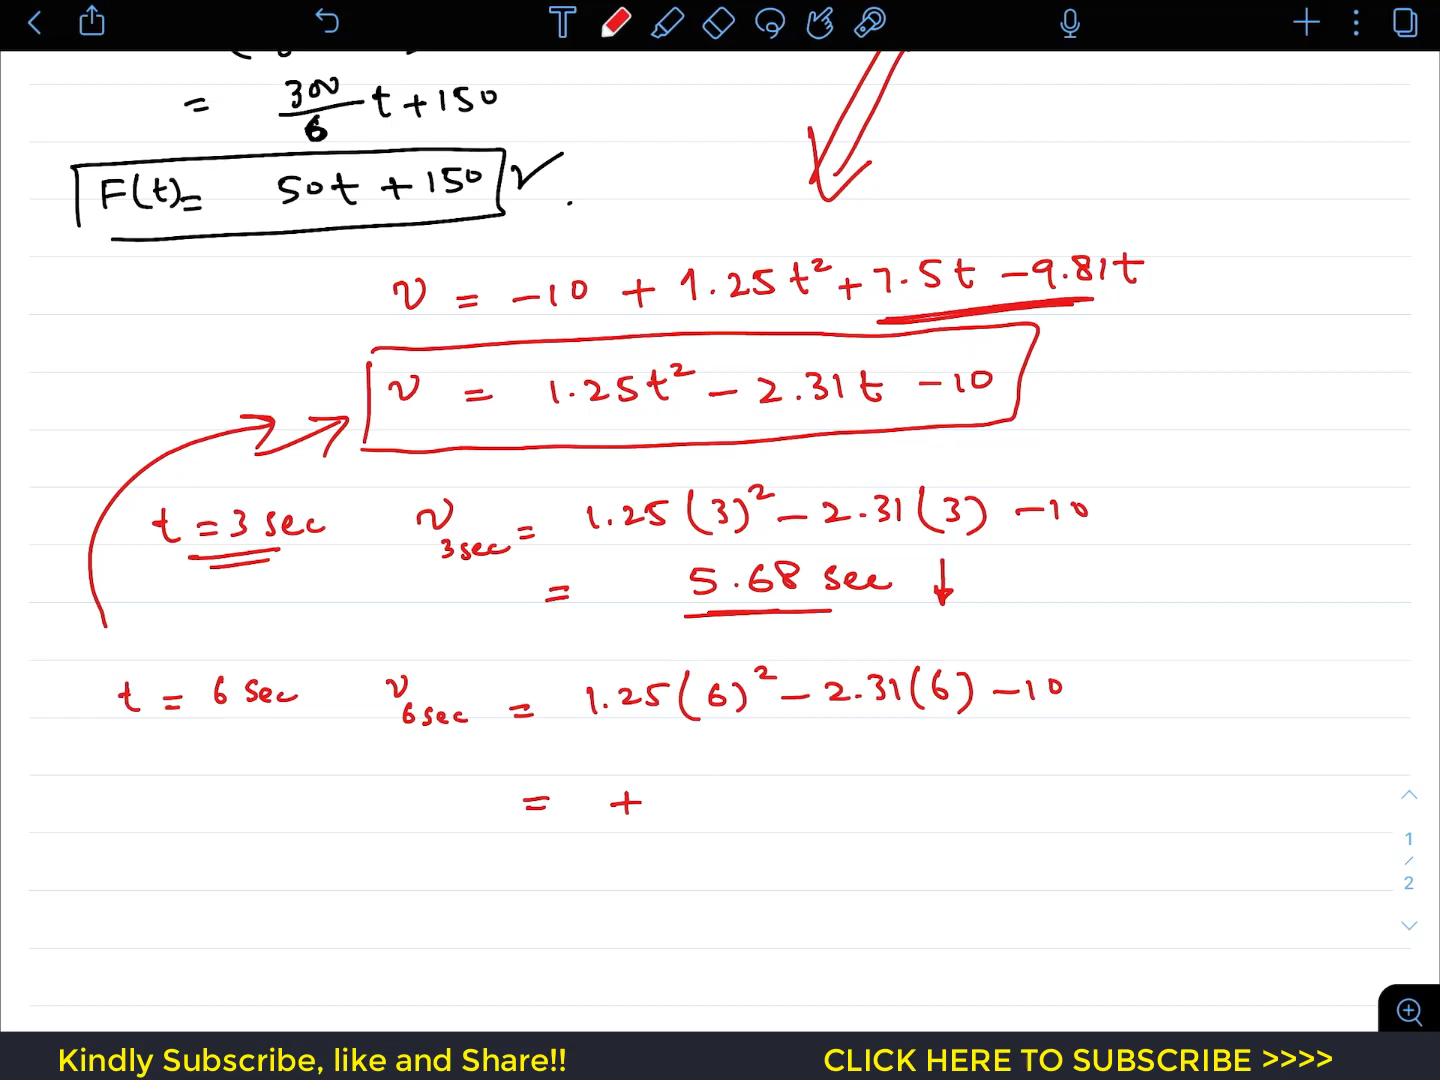 = 300/6 t + 150
F(t) = 50t + 150 ✓.
v = -10 + 1.25t² + 7.5t - 9.81t
v = 1.25t² - 2.31t - 10
t = 3 sec v 3sec = 1.25(3)² - 2.31(3) - 10
= 5.68 sec ↓
t = 6 sec v 6sec = 1.25(6)² - 2.31(6) - 10
= +
1
/
2
Kindly Subscribe, like and Share!! CLICK HERE TO SUBSCRIBE >>>>